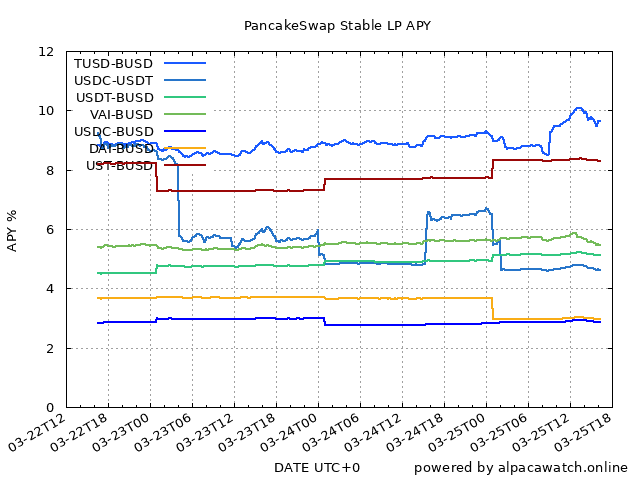 PancakeSwap Stable LP APY
12
10
8
6
4
2
0
APY %
TUSD-BUSD
USDC-USDT
USDT-BUSD
VAI-BUSD
USDC-BUSD
DAI-BUSD
UST-BUSD
03-22T12
03-22T18
03-23T00
03-23T06
03-23T12
03-23T18
03-24T00
03-24T06
03-24T12
03-24T18
03-25T00
03-25T06
03-25T12
03-25T18
DATE UTC+0
powered by alpacawatch.online